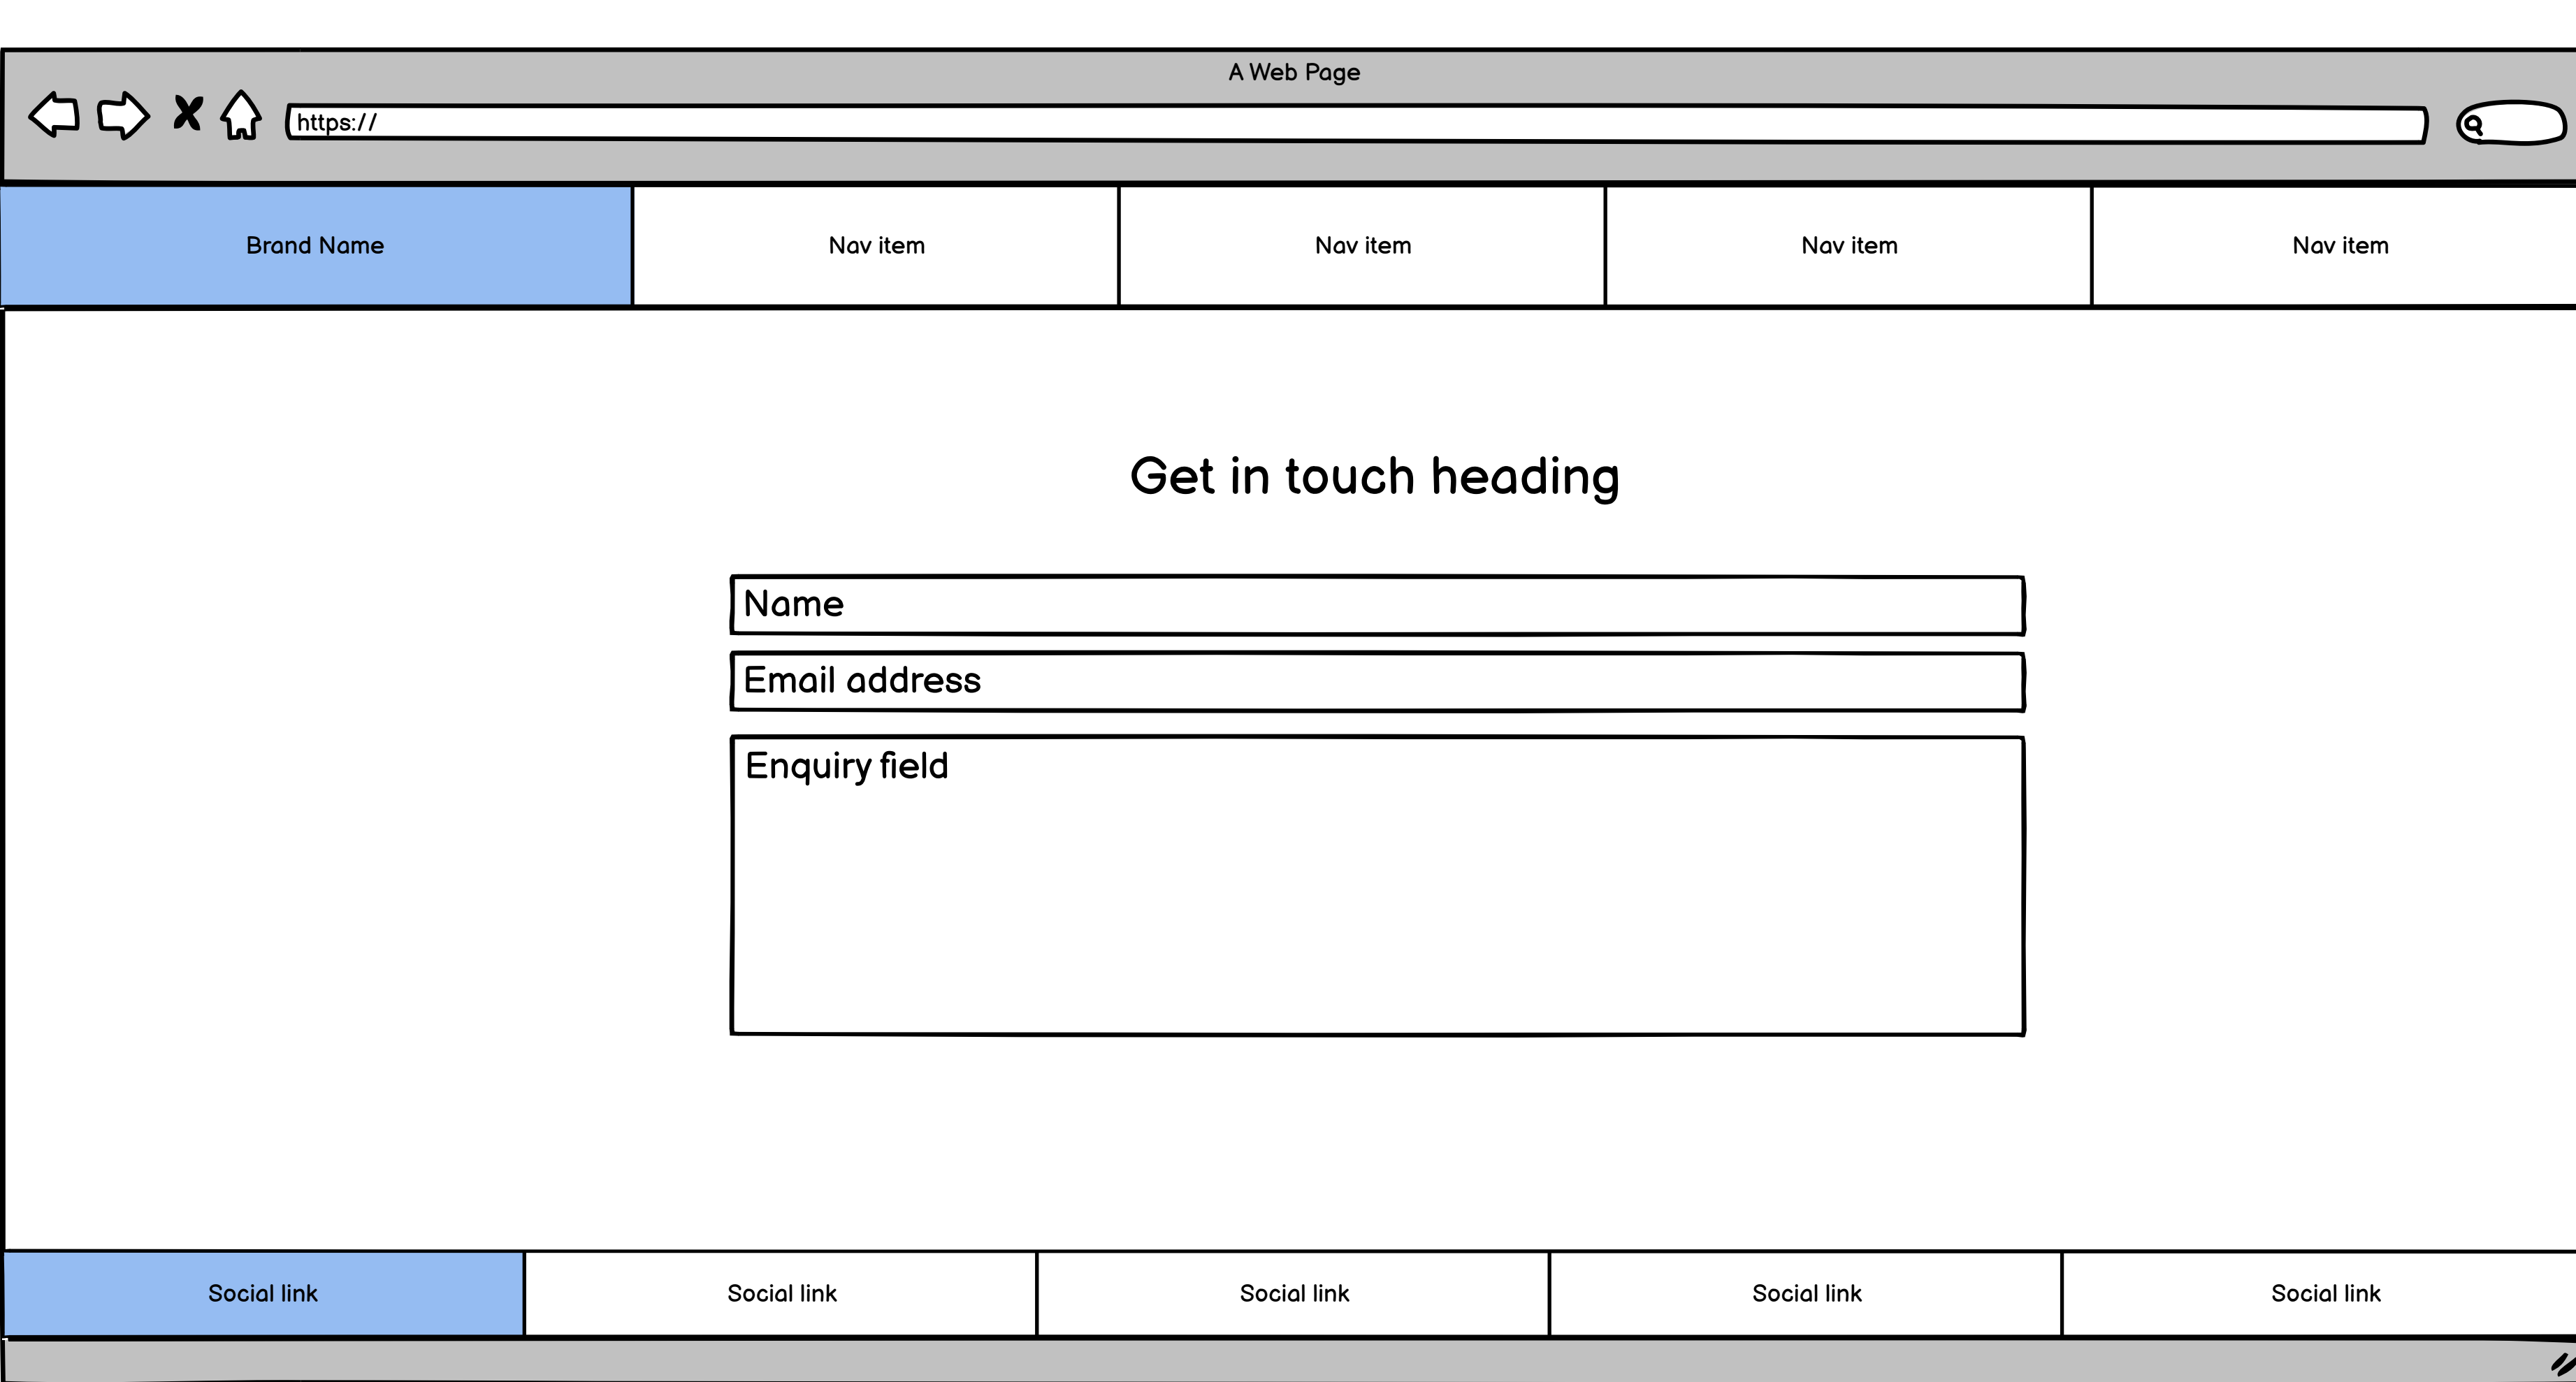 A Web Page
https://
Brand Name Nav item Nav item Nav item Nav item
Get in touch heading
Name
Email address
Enquiry field
Social link Social link Social link Social link Social link